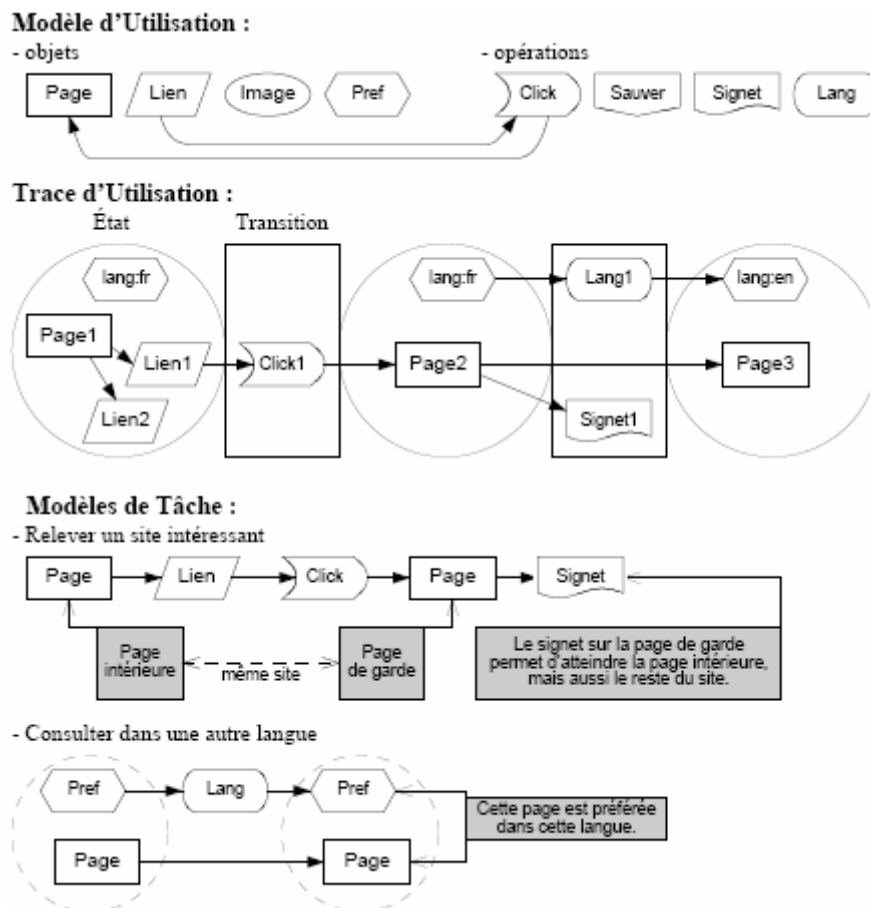 Modèle d'Utilisation :
- objets
- opérations
Page
Lien
Image
Pref
Click
Sauver
Signet
Lang
Trace d'Utilisation :
État
Transition
lang:fr
lang:fr
Lang1
lang:en
Page1
Lien1
Click1
Page2
Page3
Lien2
Signet1
Modèles de Tâche :
- Relever un site intéressant
Page
Lien
Click
Page
Signet
Page
intérieure
même site
Page
de garde
Le signet sur la page de garde
permet d'atteindre la page intérieure,
mais aussi le reste du site.
- Consulter dans une autre langue
Pref
Lang
Pref
Cette page est préférée
dans cette langue.
Page
Page